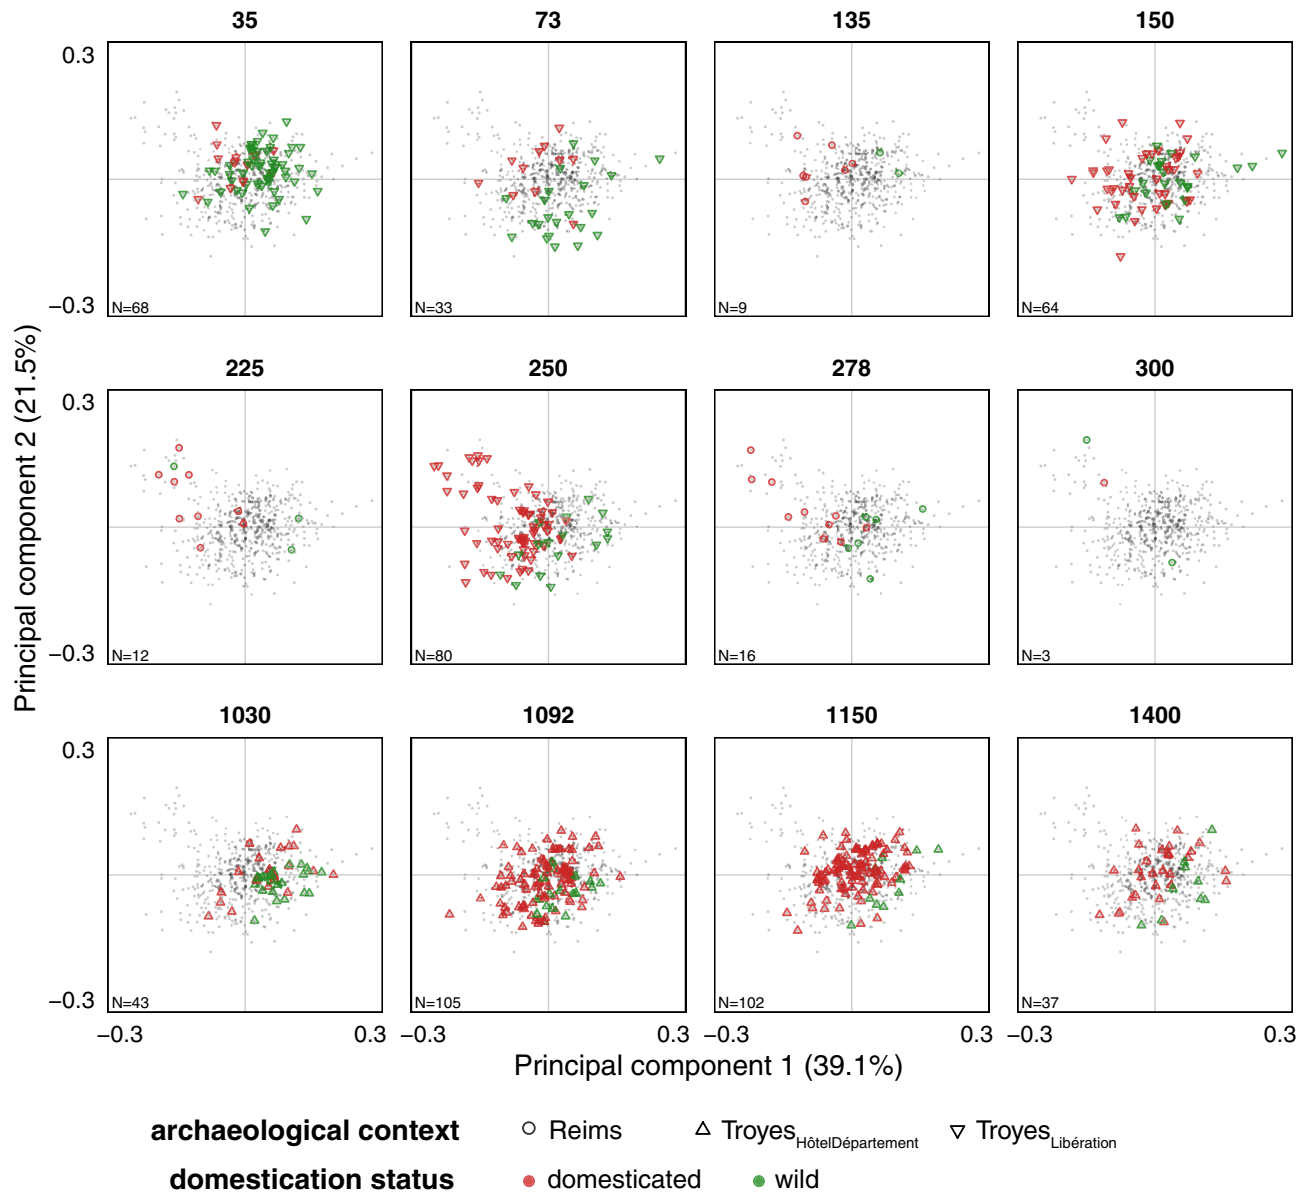 35 73 135 150
0.3
−0.3
N=68 N=33 N=9 N=64
225 250 278 300
0.3
−0.3
N=12 N=80 N=16 N=3
1030 1092 1150 1400
0.3
−0.3
N=43 N=105 N=102 N=37
−0.3 0.3 −0.3 0.3 −0.3 0.3 −0.3 0.3
Principal component 2 (21.5%)
Principal component 1 (39.1%)
archaeological context Reims TroyesHôtelDépartement TroyesLibération
domestication status domesticated wild